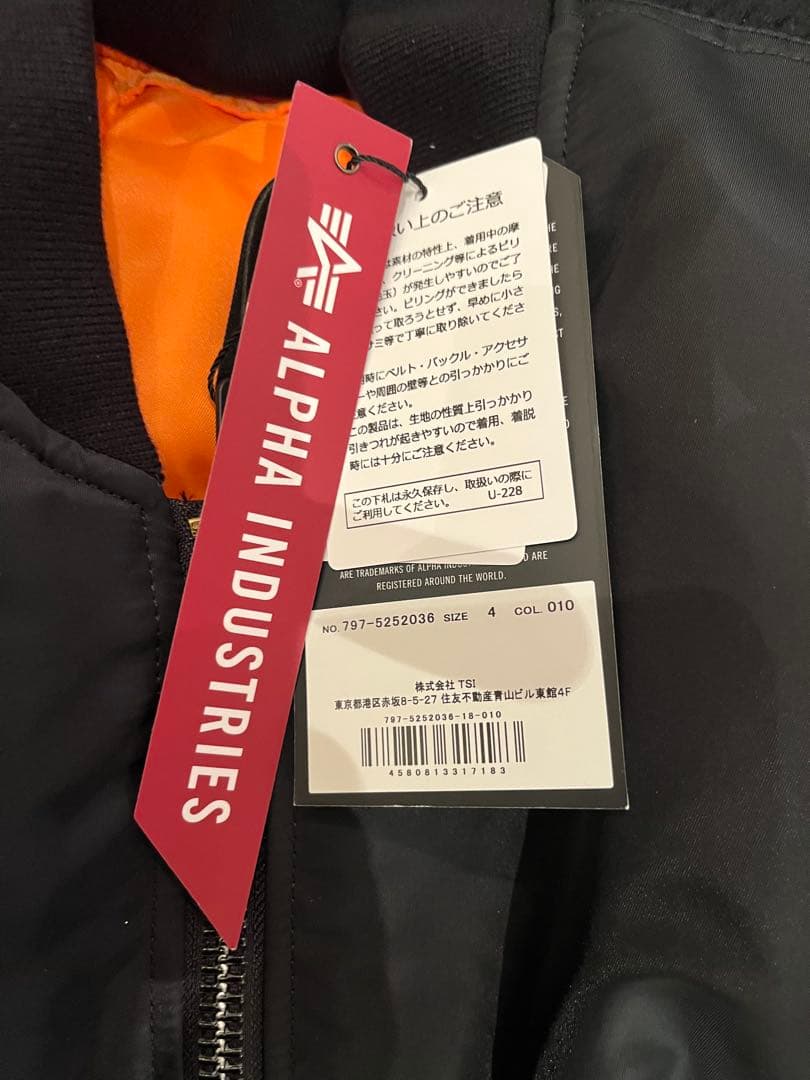 ALPHA INDUSTRIES
い上のご注意
は素材の特性上、着用中の摩
、クリーニング等によるピリ
玉）が発生しやすいのでご了
さい。ピリングができましたら
って取ろうとせず、早めに小さ
サミ等で丁寧に取り除いてくださ
時にベルト・バックル・アクセサ
ーや周囲の壁等との引っかかりにご
意ください。
この製品は、生地の性質上引っかかり
引きつれが起きやすいので着用、着脱
時には十分にご注意ください。
この下札は永久保存し、取扱いの際に
ご利用してください。 U-228
ARE TRADEMARKS OF ALPHA D ARE
REGISTERED AROUND THE WORLD.
NO. 797-5252036 SIZE 4 COL. 010
株式会社 TSI
東京都港区赤坂8-5-27 住友不動産青山ビル東館4F
797-5252036-18-010
4580813317183